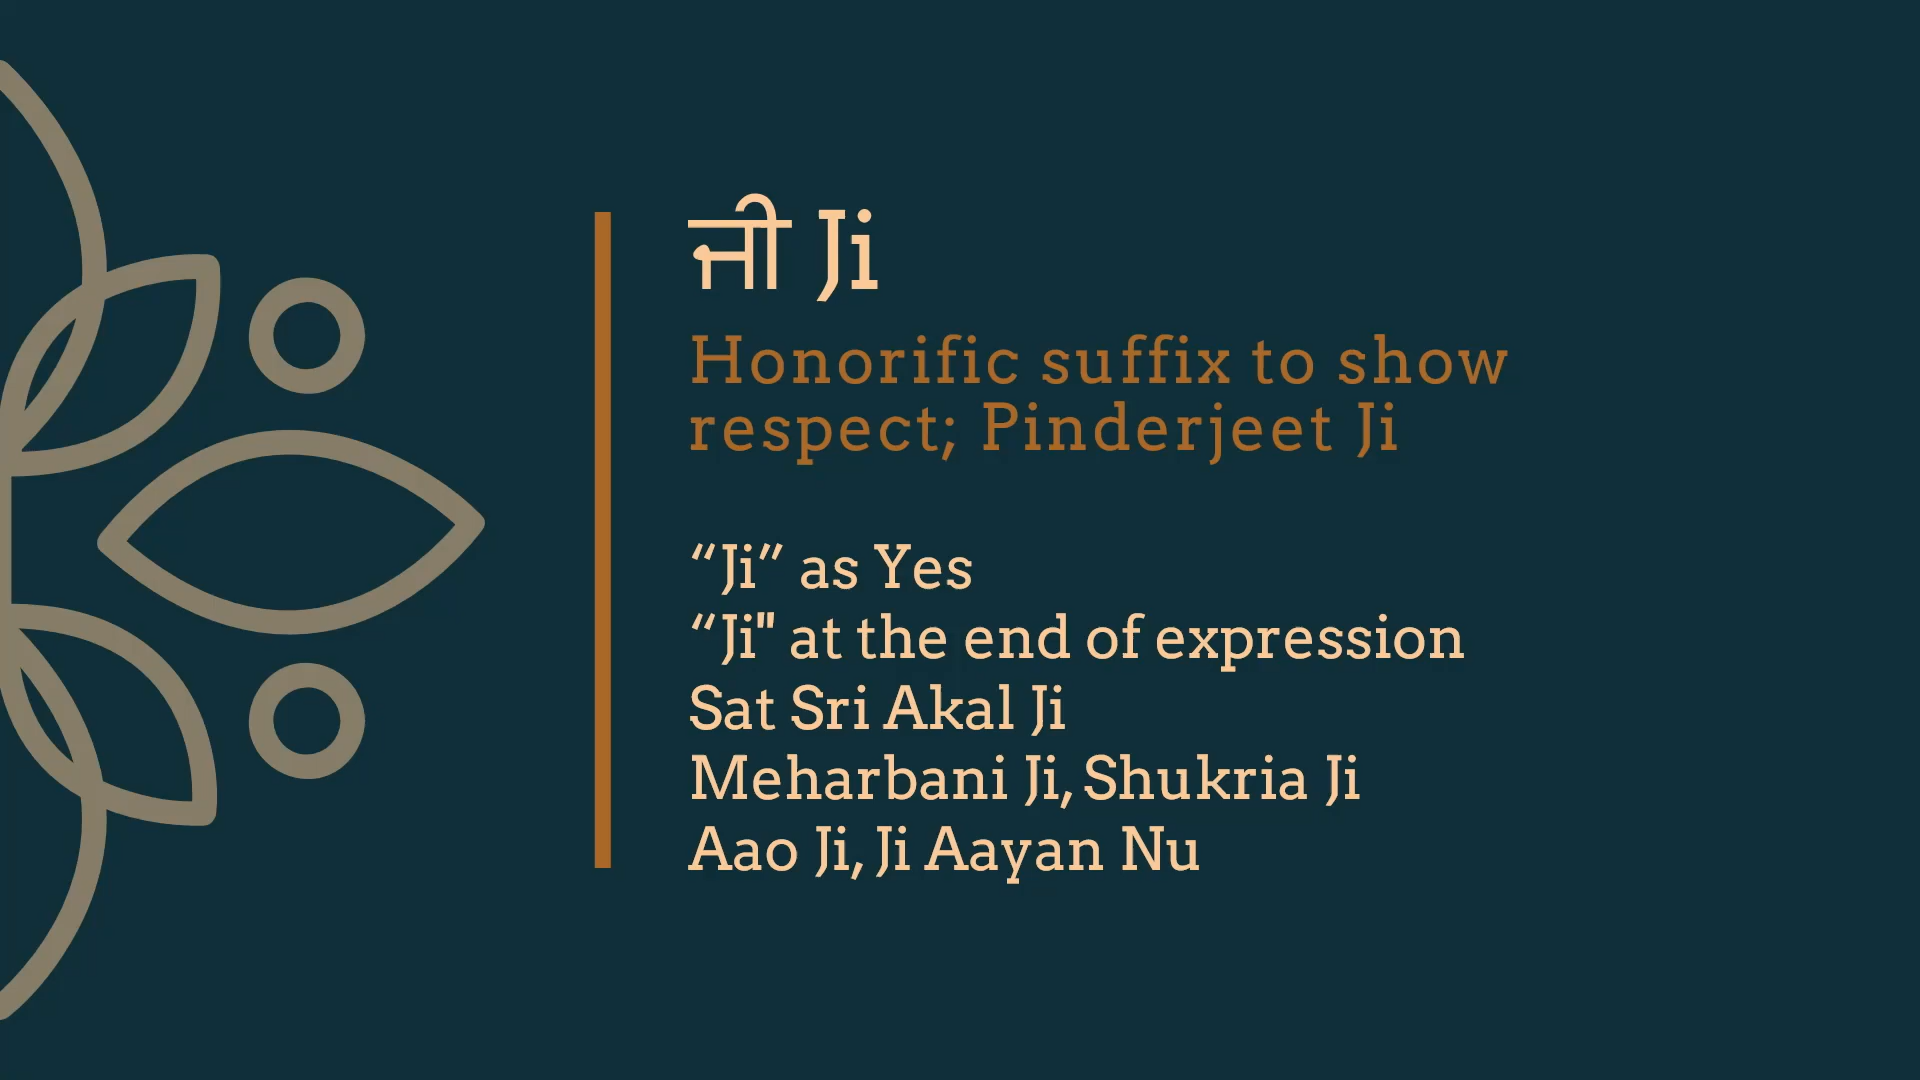 ਜੀ Ji
Honorific suffix to show
respect; Pinderjeet Ji
“Ji” as Yes
“Ji" at the end of expression
Sat Sri Akal Ji
Meharbani Ji, Shukria Ji
Aao Ji, Ji Aayan Nu